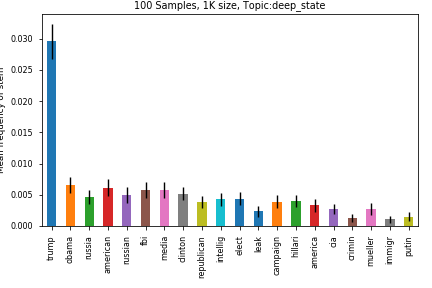 100 Samples, 1K size, Topic:deep_state
Mean frequency of stem
0.030
0.025
0.020
0.015
0.010
0.005
0.000
trump
obama
russia
american
russian
fbi
media
clinton
republican
intellig
elect
leak
campaign
hillari
america
cia
crimin
mueller
immigr
putin